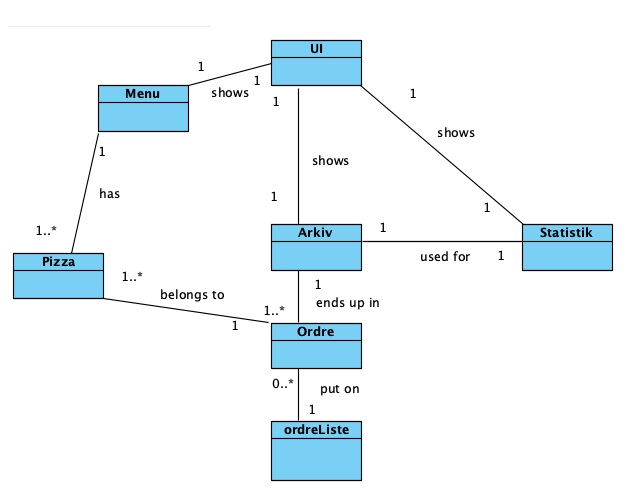 UI
1
1
shows
Menu
1
1
shows
1
shows
has
1
1
1..*
1
Arkiv
Statistik
used for
1
Pizza
1..*
belongs to
1
1..*
1
ends up in
Ordre
0..*
put on
1
ordreListe